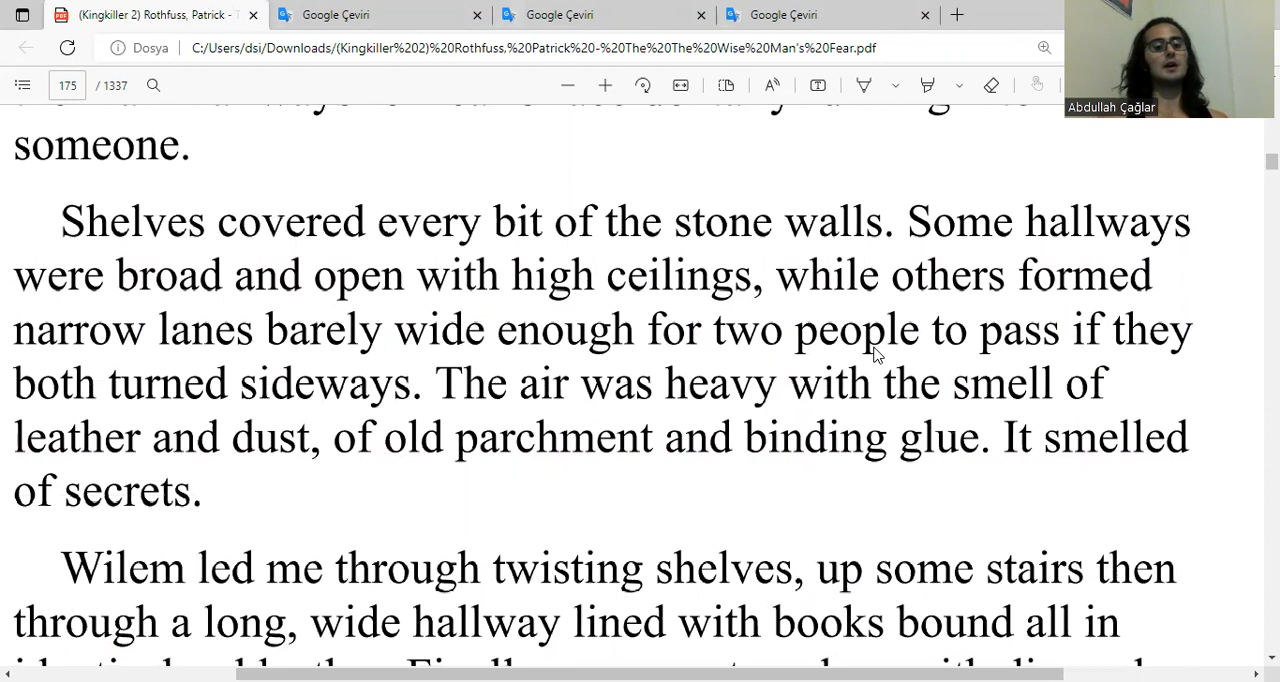 (Kingkiller 2) Rothfuss, Patrick - T
Google Çeviri
Google Çeviri
Google Çeviri
Dosya
C:/Users/dsi/Downloads/(Kingkiller%202)%20Rothfuss,%20Patrick%20-%20The%20The%20Wise%20Man's%20Fear.pdf
175 / 1337
Abdullah Çağlar
someone.
Shelves covered every bit of the stone walls. Some hallways
were broad and open with high ceilings, while others formed
narrow lanes barely wide enough for two people to pass if they
both turned sideways. The air was heavy with the smell of
leather and dust, of old parchment and binding glue. It smelled
of secrets.
Wilem led me through twisting shelves, up some stairs then
through a long, wide hallway lined with books bound all in